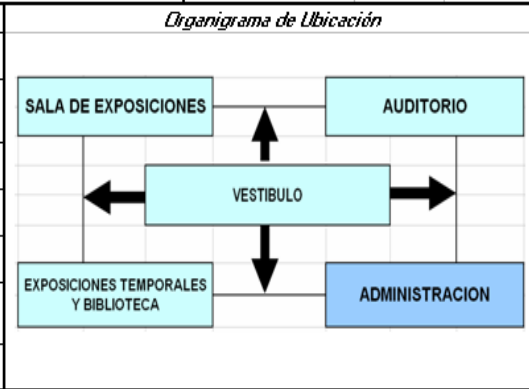 Organigrama de Ubicación
SALA DE EXPOSICIONES
AUDITORIO
VESTIBULO
EXPOSICIONES TEMPORALES
Y BIBLIOTECA
ADMINISTRACION